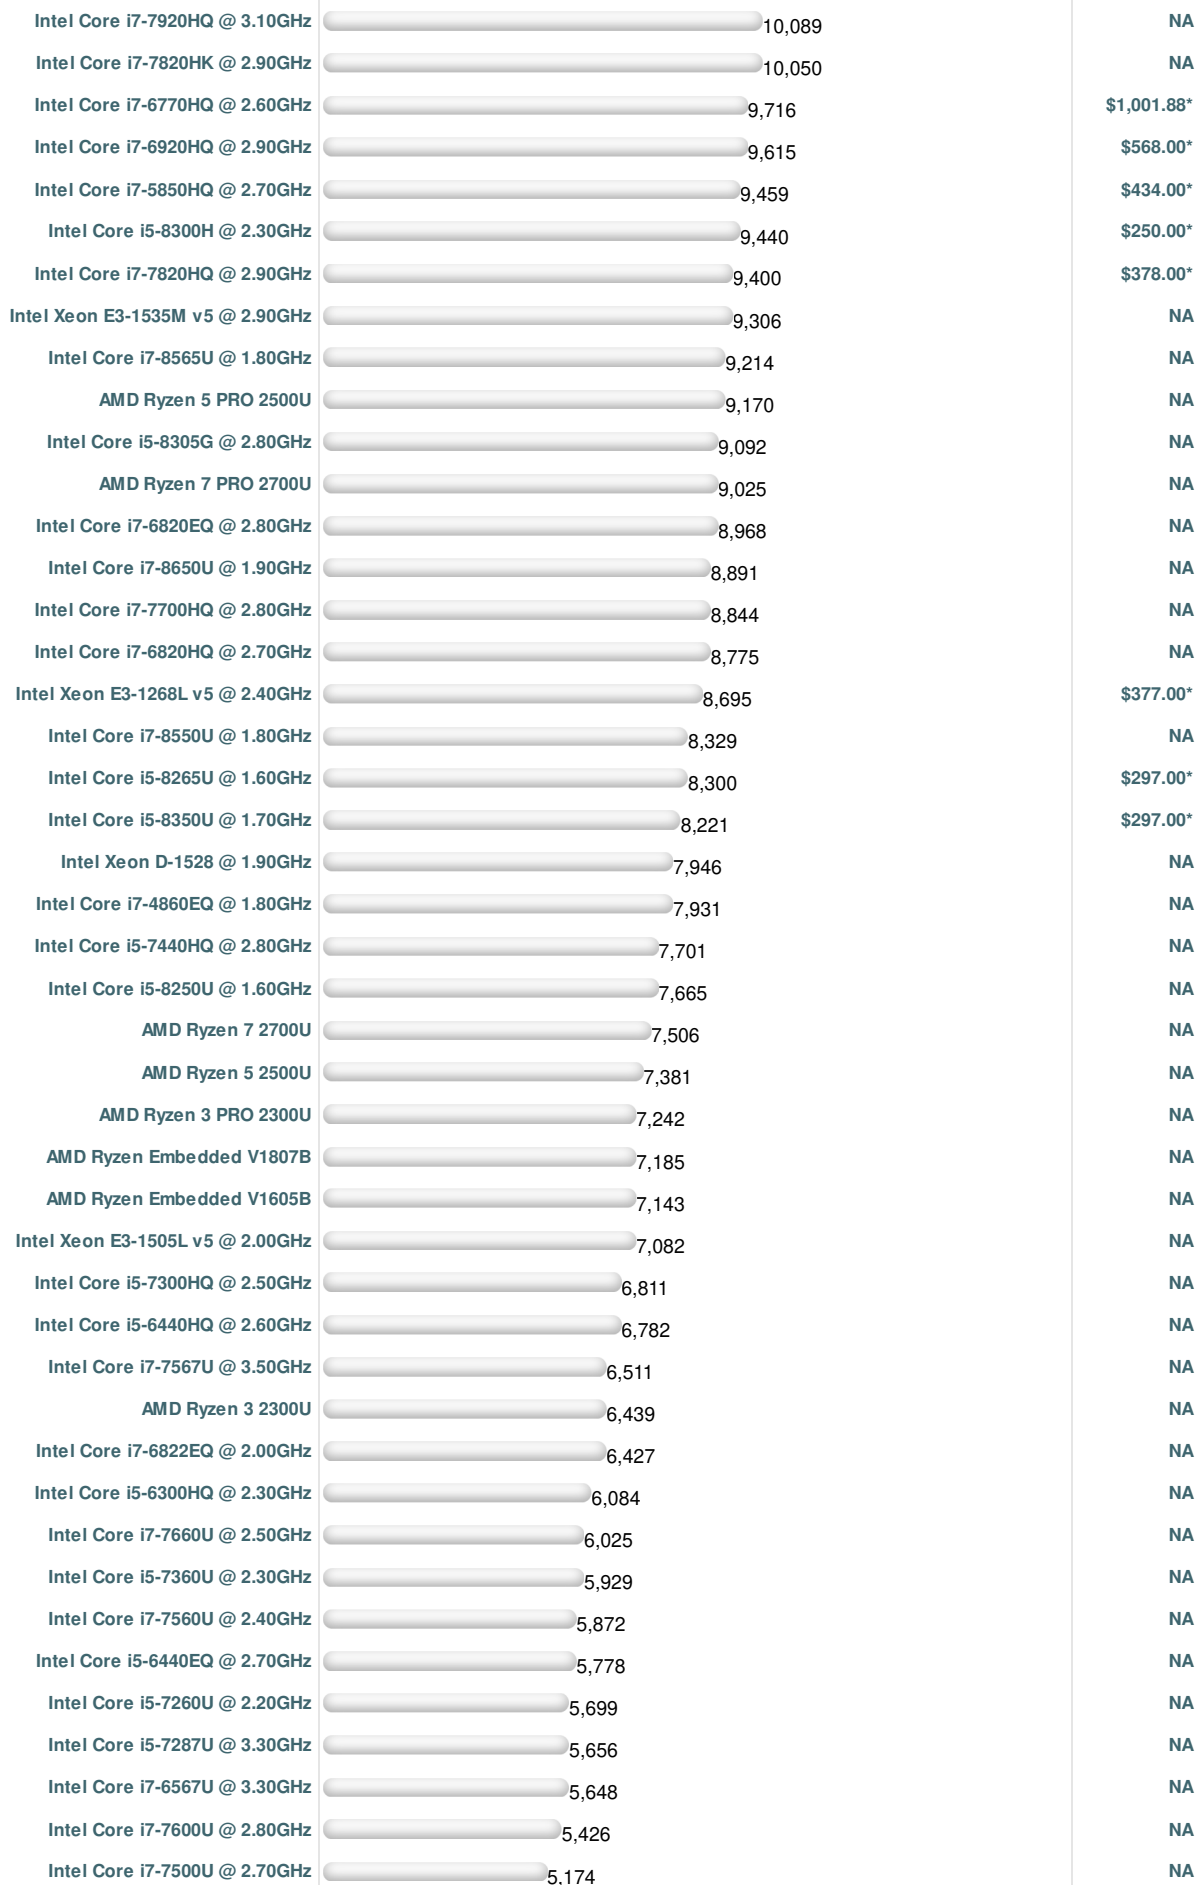 Intel Core i7-7920HQ @ 3.10GHz 10,089 NA
Intel Core i7-7820HK @ 2.90GHz 10,050 NA
Intel Core i7-6770HQ @ 2.60GHz 9,716 $1,001.88*
Intel Core i7-6920HQ @ 2.90GHz 9,615 $568.00*
Intel Core i7-5850HQ @ 2.70GHz 9,459 $434.00*
Intel Core i5-8300H @ 2.30GHz 9,440 $250.00*
Intel Core i7-7820HQ @ 2.90GHz 9,400 $378.00*
Intel Xeon E3-1535M v5 @ 2.90GHz 9,306 NA
Intel Core i7-8565U @ 1.80GHz 9,214 NA
AMD Ryzen 5 PRO 2500U 9,170 NA
Intel Core i5-8305G @ 2.80GHz 9,092 NA
AMD Ryzen 7 PRO 2700U 9,025 NA
Intel Core i7-6820EQ @ 2.80GHz 8,968 NA
Intel Core i7-8650U @ 1.90GHz 8,891 NA
Intel Core i7-7700HQ @ 2.80GHz 8,844 NA
Intel Core i7-6820HQ @ 2.70GHz 8,775 NA
Intel Xeon E3-1268L v5 @ 2.40GHz 8,695 $377.00*
Intel Core i7-8550U @ 1.80GHz 8,329 NA
Intel Core i5-8265U @ 1.60GHz 8,300 $297.00*
Intel Core i5-8350U @ 1.70GHz 8,221 $297.00*
Intel Xeon D-1528 @ 1.90GHz 7,946 NA
Intel Core i7-4860EQ @ 1.80GHz 7,931 NA
Intel Core i5-7440HQ @ 2.80GHz 7,701 NA
Intel Core i5-8250U @ 1.60GHz 7,665 NA
AMD Ryzen 7 2700U 7,506 NA
AMD Ryzen 5 2500U 7,381 NA
AMD Ryzen 3 PRO 2300U 7,242 NA
AMD Ryzen Embedded V1807B 7,185 NA
AMD Ryzen Embedded V1605B 7,143 NA
Intel Xeon E3-1505L v5 @ 2.00GHz 7,082 NA
Intel Core i5-7300HQ @ 2.50GHz 6,811 NA
Intel Core i5-6440HQ @ 2.60GHz 6,782 NA
Intel Core i7-7567U @ 3.50GHz 6,511 NA
AMD Ryzen 3 2300U 6,439 NA
Intel Core i7-6822EQ @ 2.00GHz 6,427 NA
Intel Core i5-6300HQ @ 2.30GHz 6,084 NA
Intel Core i7-7660U @ 2.50GHz 6,025 NA
Intel Core i5-7360U @ 2.30GHz 5,929 NA
Intel Core i7-7560U @ 2.40GHz 5,872 NA
Intel Core i5-6440EQ @ 2.70GHz 5,778 NA
Intel Core i5-7260U @ 2.20GHz 5,699 NA
Intel Core i5-7287U @ 3.30GHz 5,656 NA
Intel Core i7-6567U @ 3.30GHz 5,648 NA
Intel Core i7-7600U @ 2.80GHz 5,426 NA
Intel Core i7-7500U @ 2.70GHz 5,174 NA